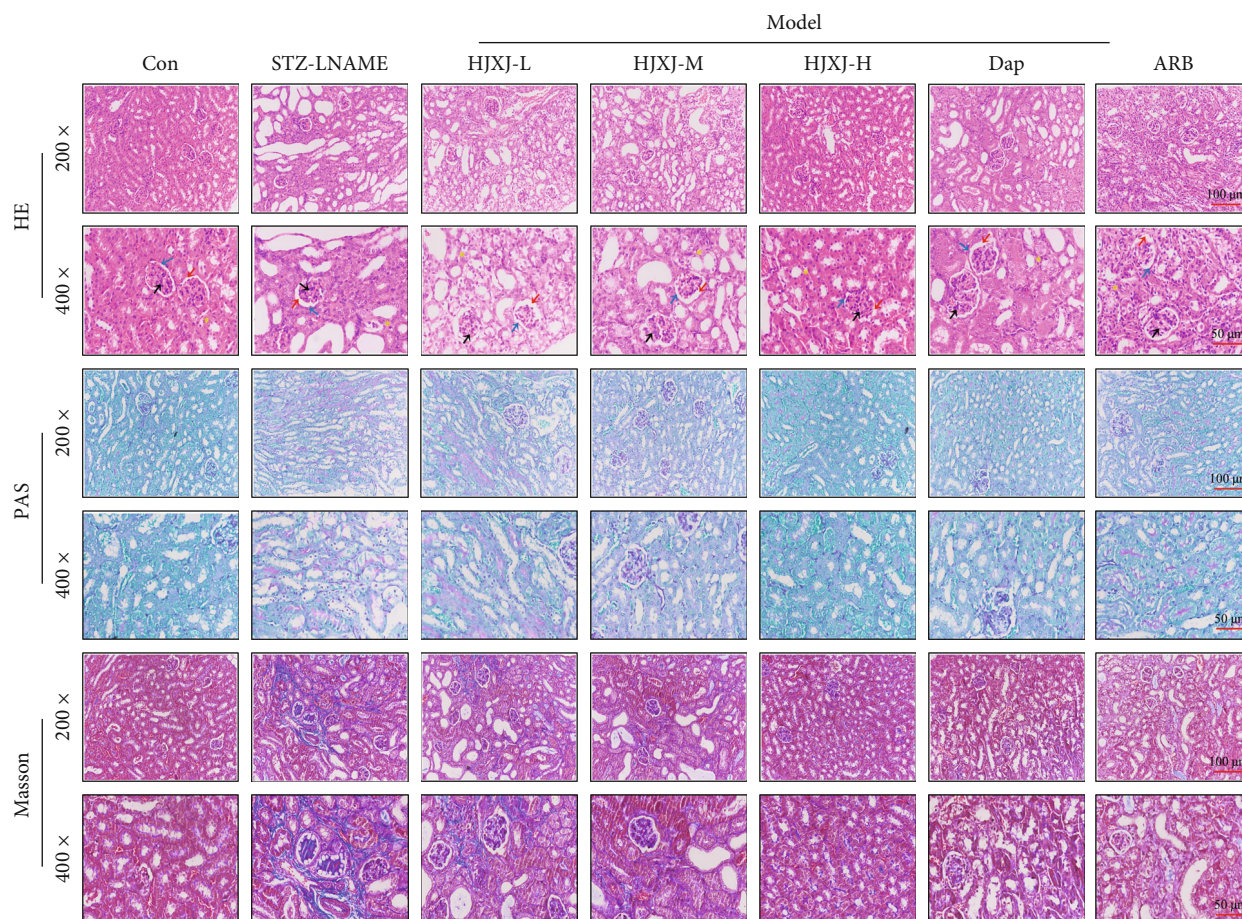 Model
Con STZ-LNAME HJXJ-L HJXJ-M HJXJ-H Dap ARB
HE
200 ×
100 μm
400 ×
50 μm
PAS
200 ×
100 μm
400 ×
50 μm
Masson
200 ×
100 μm
400 ×
50 μm